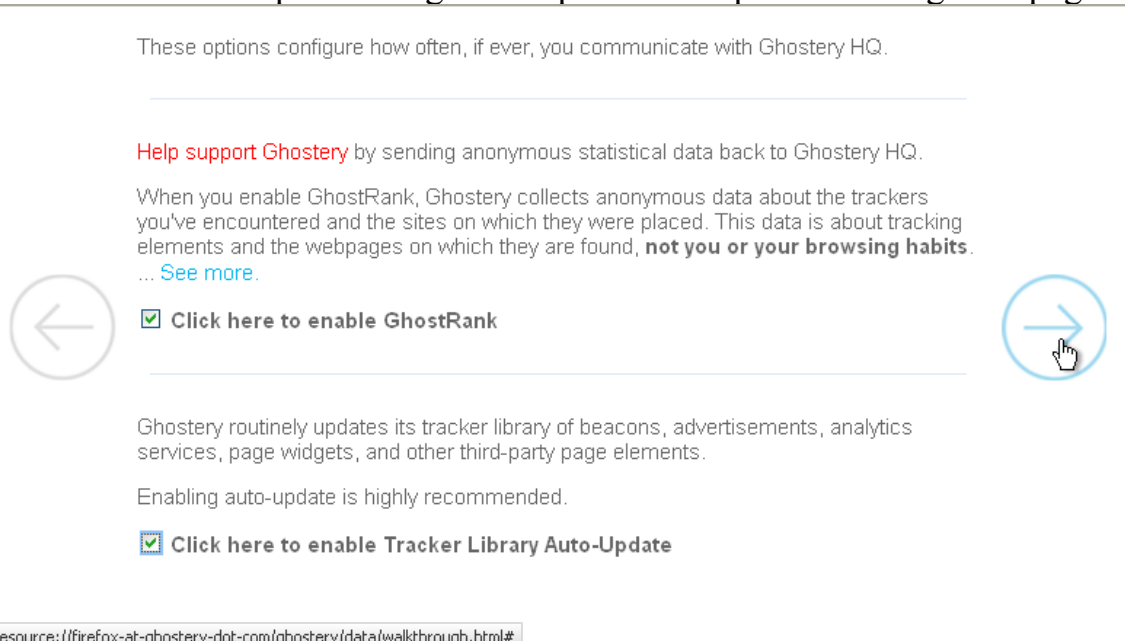 These options configure how often, if ever, you communicate with Ghostery HQ.
Help support Ghostery by sending anonymous statistical data back to Ghostery HQ.
When you enable GhostRank, Ghostery collects anonymous data about the trackers
you've encountered and the sites on which they were placed. This data is about tracking
elements and the webpages on which they are found, not you or your browsing habits.
... See more.
Click here to enable GhostRank
Ghostery routinely updates its tracker library of beacons, advertisements, analytics
services, page widgets, and other third-party page elements.
Enabling auto-update is highly recommended.
Click here to enable Tracker Library Auto-Update
esource://firefox-at-ghostery-dot-com/ghostery/data/walkthrough.html#